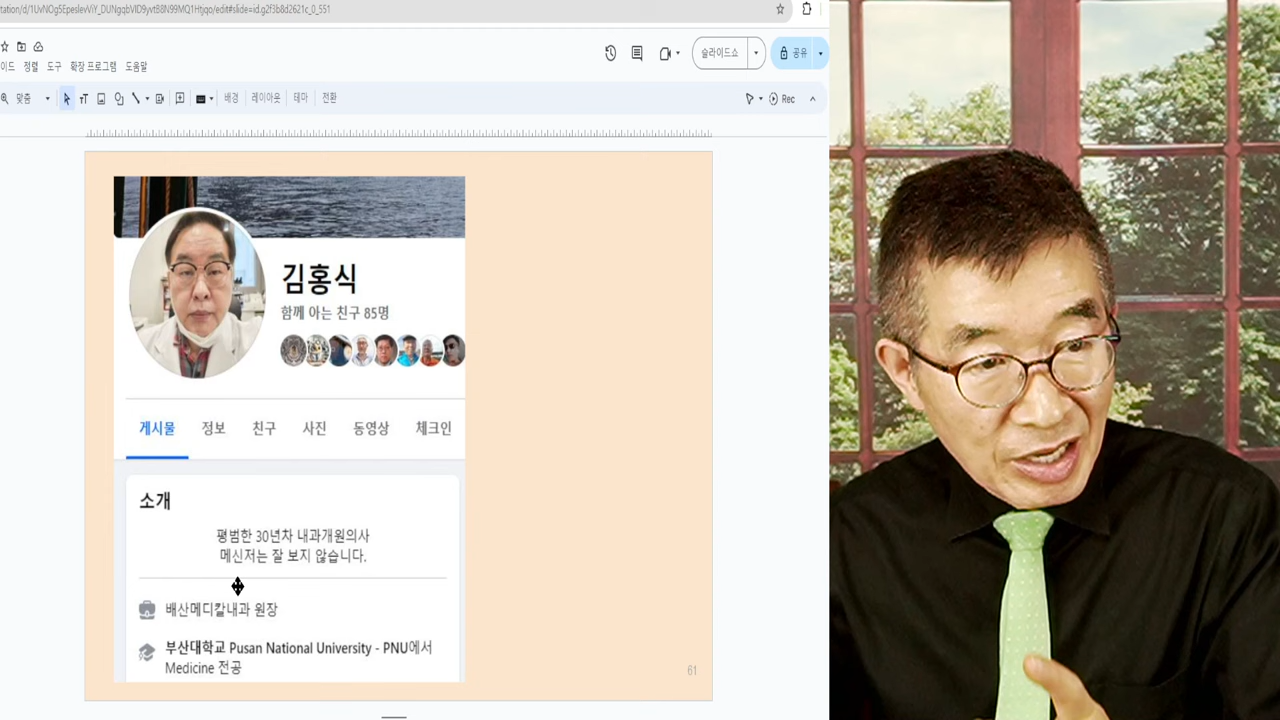 tation/d/1UvNOg5EpeslevViY_DUNgqbVlD9yvtB8N99MQ1Htjqo/edit#slide=id.g2f3b8d2621c_0_551
이드 정렬 도구 확장 프로그램 도움말
슬라이드쇼
공유
맞춤
배경 레이아웃 테마 전환
Rec
김홍식
함께 아는 친구 85명
게시물 정보 친구 사진 동영상 체크인
소개
평범한 30년차 내과개원의사
메신저는 잘 보지 않습니다.
배산메디칼내과 원장
부산대학교 Pusan National University - PNU에서
Medicine 전공
61